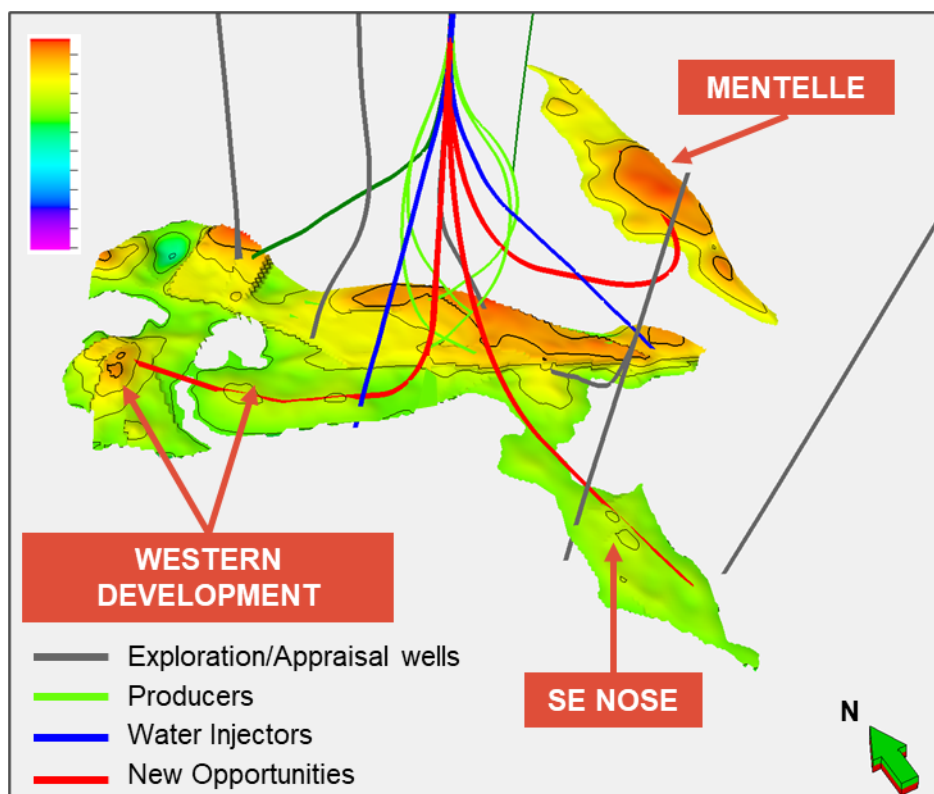 MENTELLE
WESTERN
DEVELOPMENT
SE NOSE
Exploration/Appraisal wells
Producers
Water Injectors
New Opportunities
N